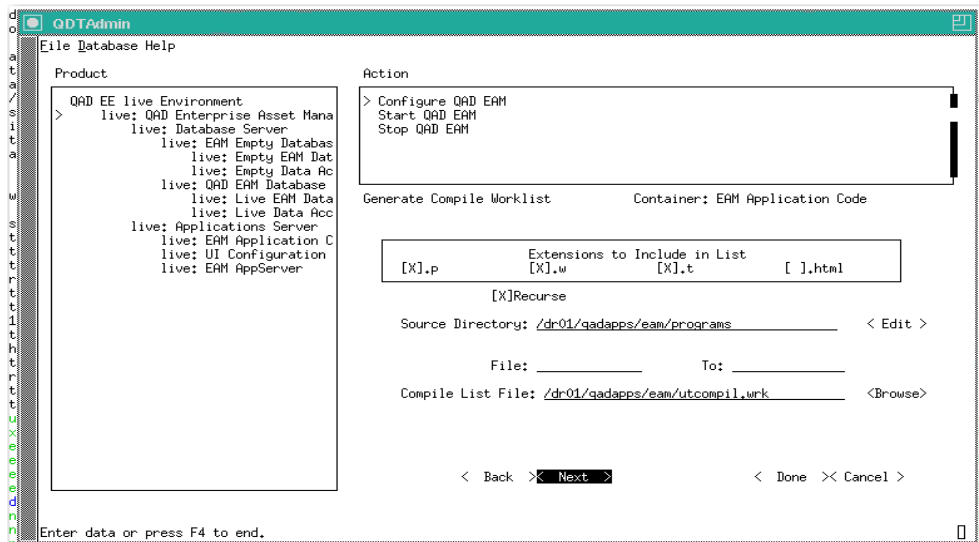 QDTAdmin
File Database Help
Product
QAD EE live Environment
> live: QAD Enterprise Asset Mana
live: Database Server
live: EAM Empty Databas
live: Empty EAM Dat
live: Empty Data Ac
live: QAD EAM Database
live: Live EAM Data
live: Live Data Acc
live: Applications Server
live: EAM Application C
live: UI Configuration
live: EAM AppServer
Action
> Configure QAD EAM
Start QAD EAM
Stop QAD EAM
Generate Compile Worklist Container: EAM Application Code
Extensions to Include in List
[X].p [X].w [X].t [ ].html
[X]Recurse
Source Directory: /dr01/qadapps/eam/programs < Edit >
File: To:
Compile List File: /dr01/qadapps/eam/utcompil.wrk <Browse>
< Back >< Next > < Done >< Cancel >
Enter data or press F4 to end.